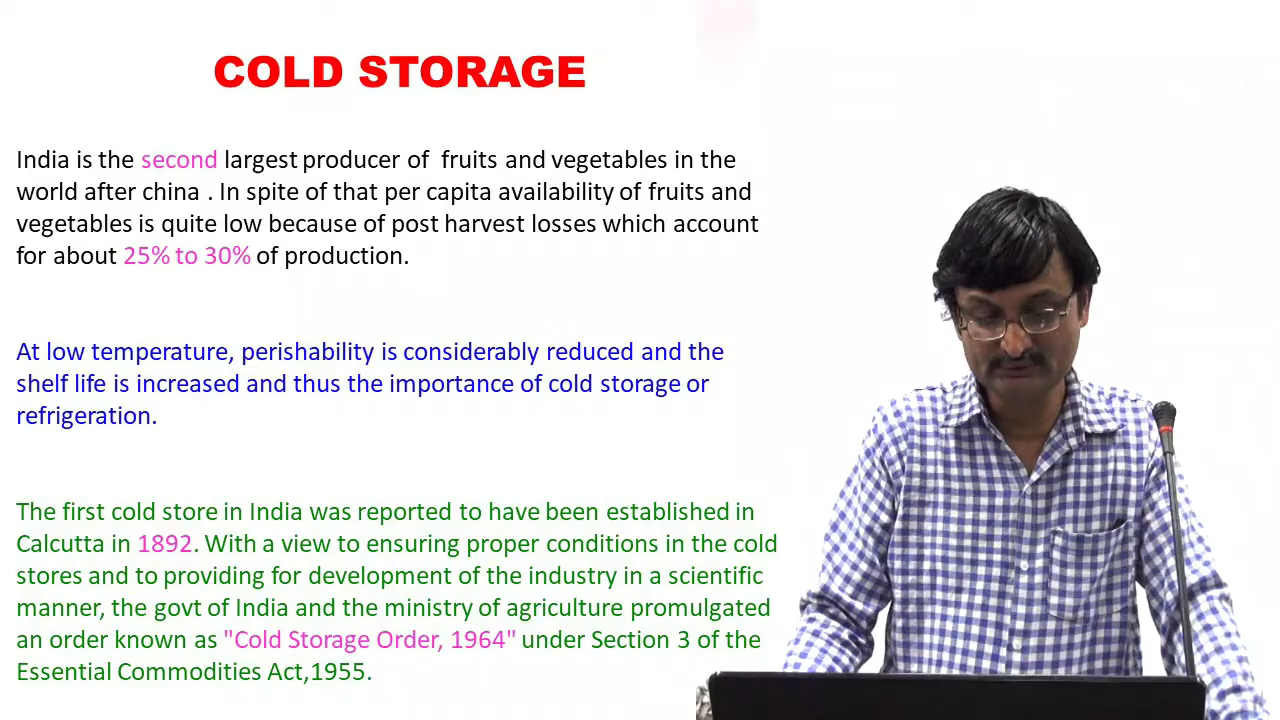 COLD STORAGE
India is the second largest producer of fruits and vegetables in the
world after china . In spite of that per capita availability of fruits and
vegetables is quite low because of post harvest losses which account
for about 25% to 30% of production.
At low temperature, perishability is considerably reduced and the
shelf life is increased and thus the importance of cold storage or
refrigeration.
The first cold store in India was reported to have been established in
Calcutta in 1892. With a view to ensuring proper conditions in the cold
stores and to providing for development of the industry in a scientific
manner, the govt of India and the ministry of agriculture promulgated
an order known as "Cold Storage Order, 1964" under Section 3 of the
Essential Commodities Act,1955.